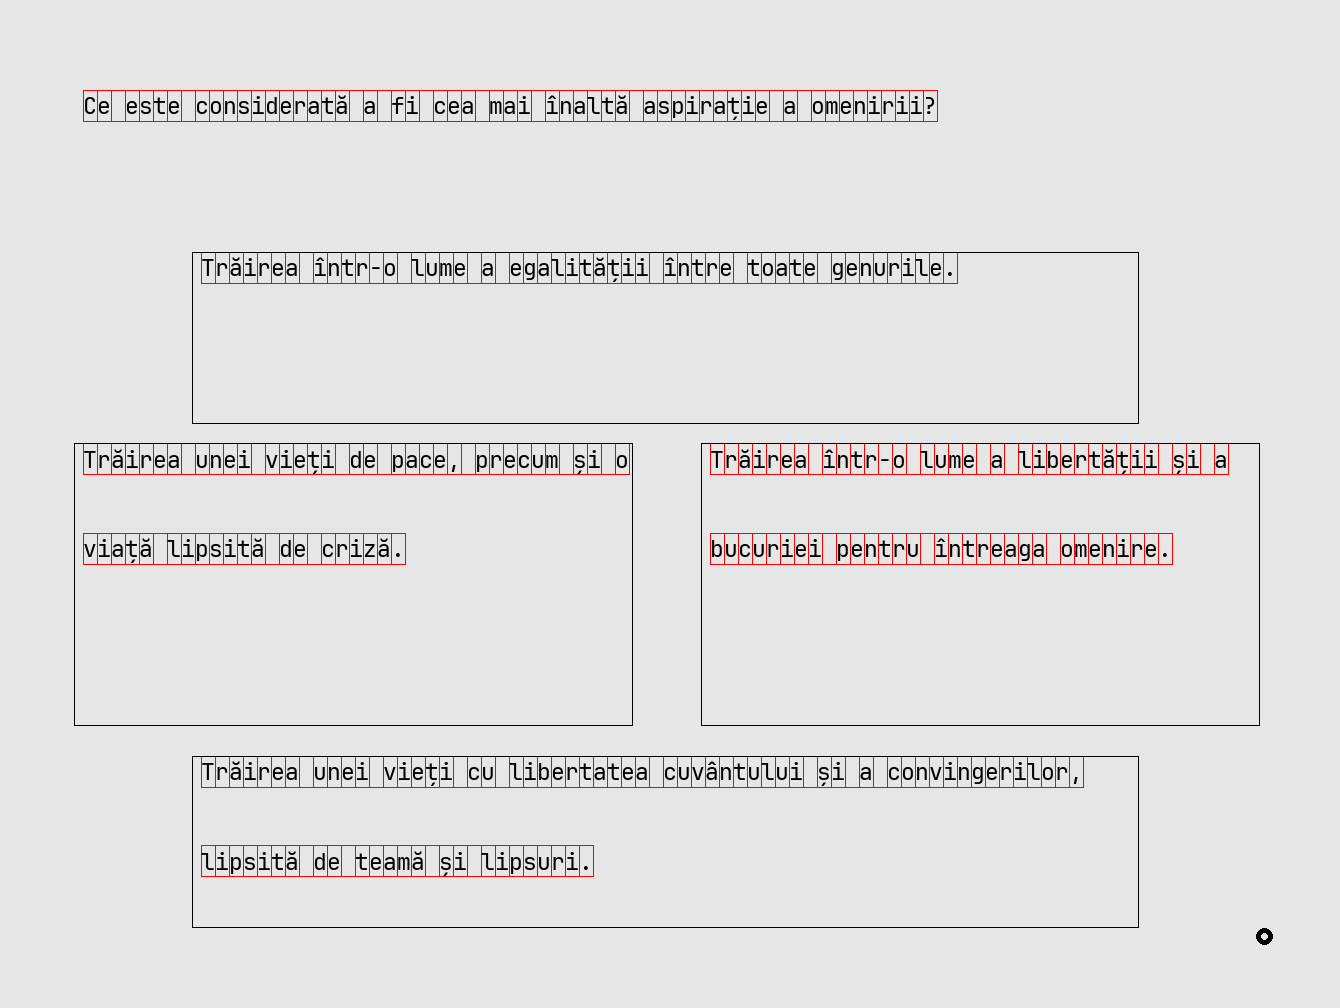 Ce este considerată a fi cea mai înaltă aspirație a omenirii?
Trăirea într-o lume a egalității între toate genurile.
Trăirea unei vieți de pace, precum și o
viață lipsită de criză.
Trăirea într-o lume a libertății și a
bucuriei pentru întreaga omenire.
Trăirea unei vieți cu libertatea cuvântului și a convingerilor,
lipsită de teamă și lipsuri.